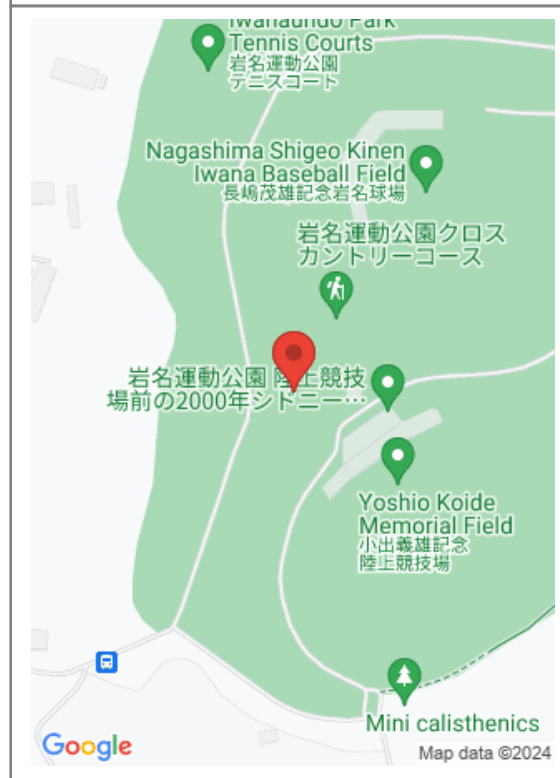 Iwanaundo Park
Tennis Courts
岩名運動公園
テニスコート
Nagashima Shigeo Kinen
Iwana Baseball Field
長嶋茂雄記念岩名球場
岩名運動公園クロス
カントリーコース
岩名運動公園 陸上競技
場前の2000年シドニー…
Yoshio Koide
Memorial Field
小出義雄記念
陸上競技場
Mini calisthenics
Google
Map data ©2024